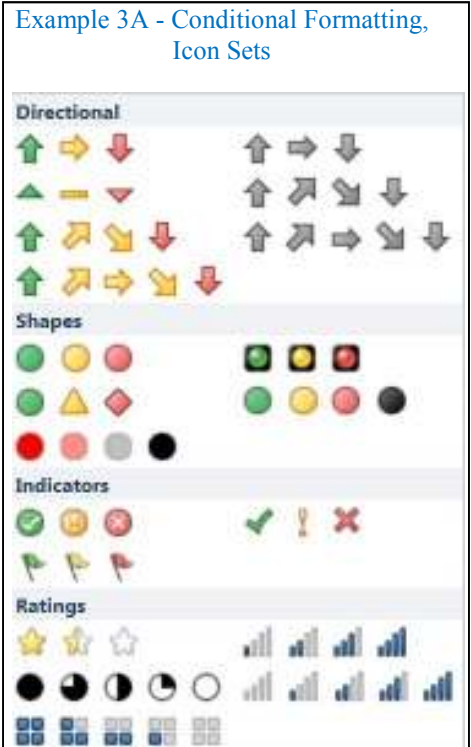 Example 3A - Conditional Formatting,
Icon Sets
Directional
Shapes
Indicators
Ratings